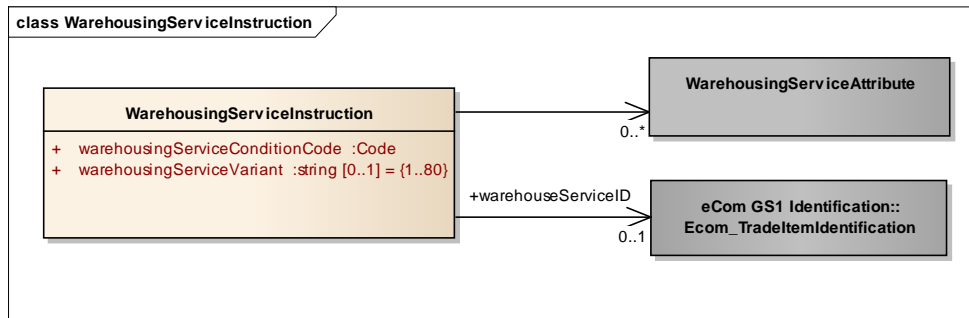 class WarehousingServiceInstruction
WarehousingServiceInstruction
+ warehousingServiceConditionCode :Code
+ warehousingServiceVariant :string [0..1] = {1..80}
WarehousingServiceAttribute
0..*
+warehouseServiceID
0..1
eCom GS1 Identification::
Ecom_TradeItemIdentification